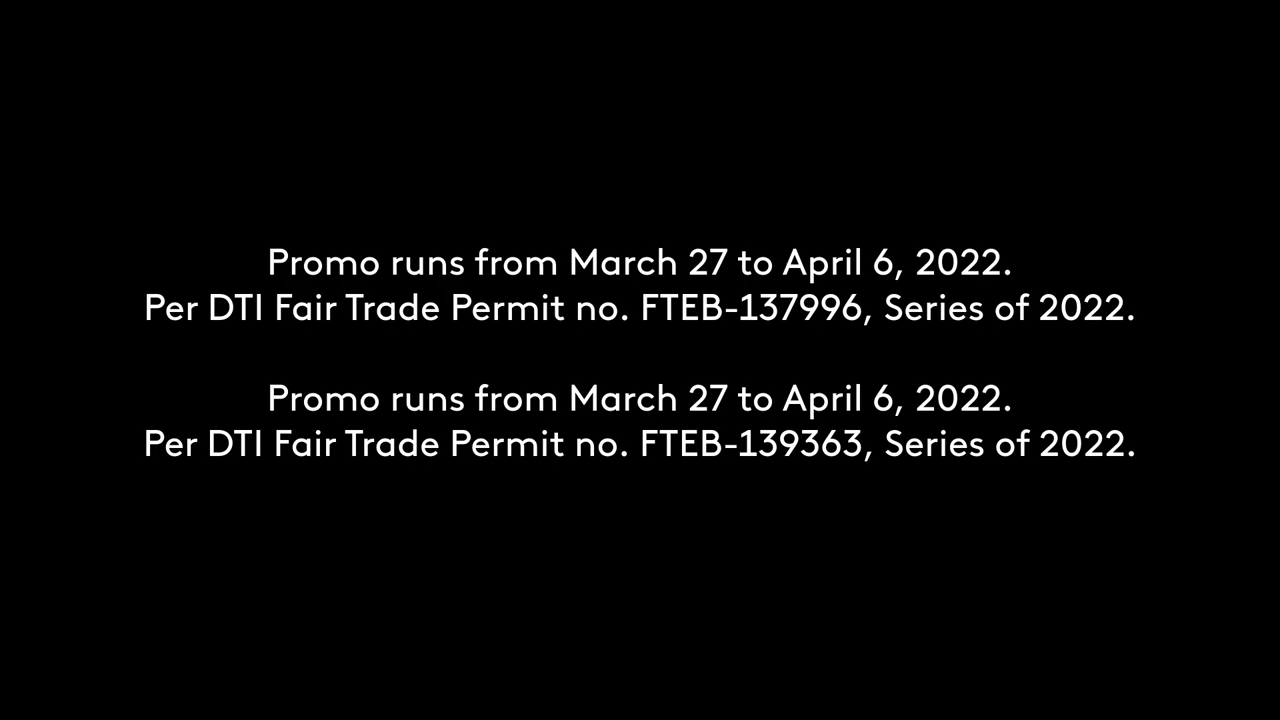 Promo runs from March 27 to April 6, 2022.
Per DTI Fair Trade Permit no. FTEB-137996, Series of 2022.
Promo runs from March 27 to April 6, 2022.
Per DTI Fair Trade Permit no. FTEB-139363, Series of 2022.